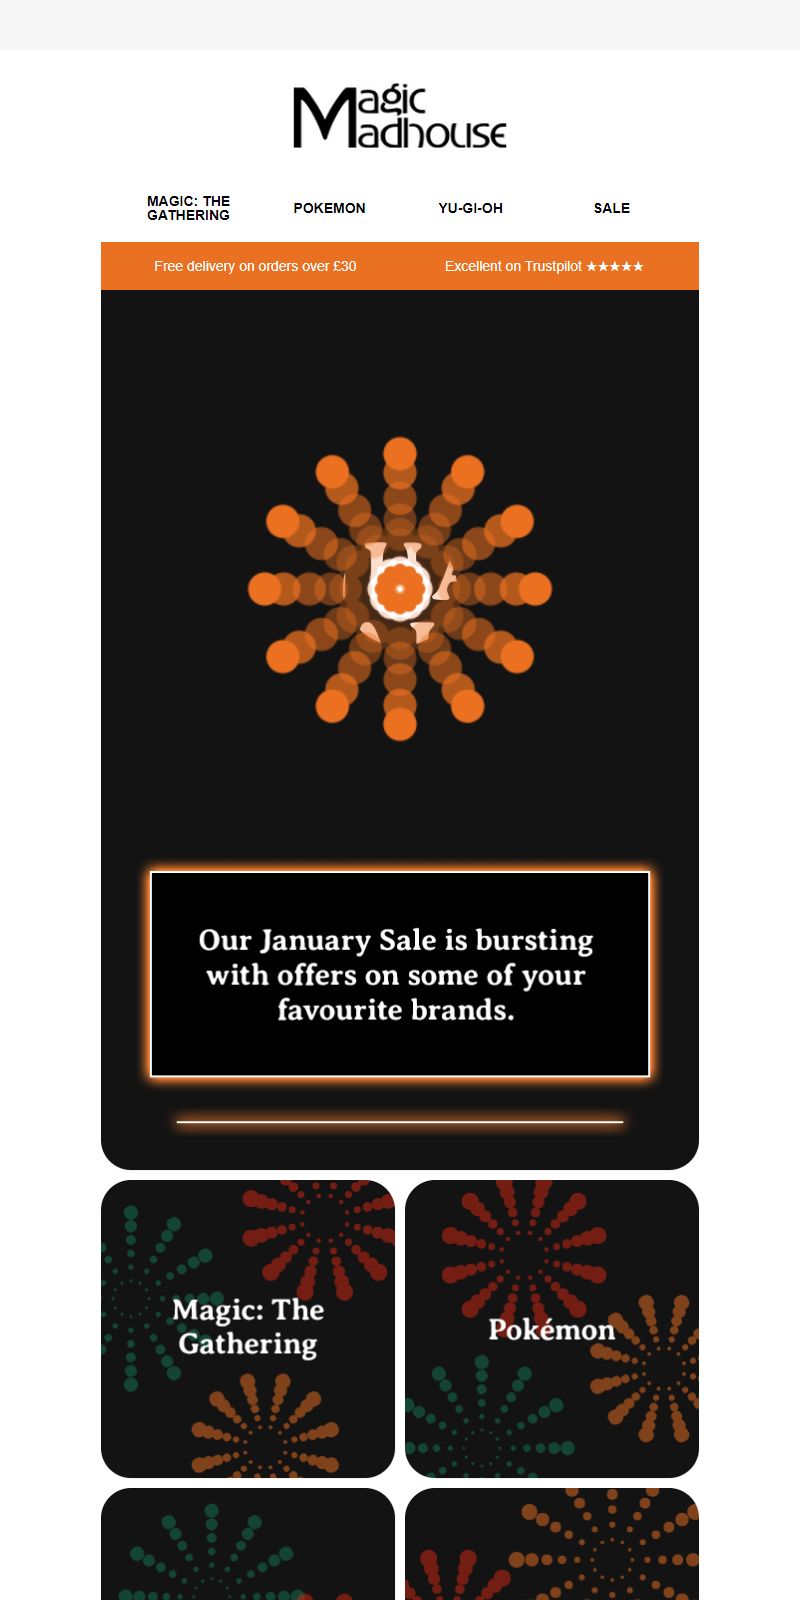 Magic
Madhouse
MAGIC: THE
GATHERING
POKEMON
YU-GI-OH
SALE
Free delivery on orders over £30
Excellent on Trustpilot ★★★★★
Our January Sale is bursting
with offers on some of your
favourite brands.
Magic: The
Gathering
Pokémon